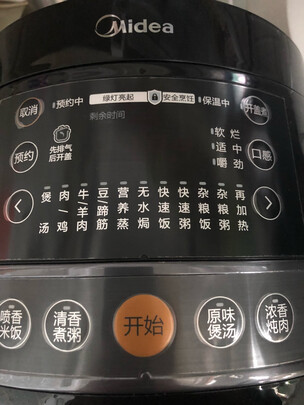 Midea
取消
预约中
绿灯亮起
安全烹饪
保温中
开盖煮
剩余时间
预约
先排气
后开盖
软烂
适中
嚼劲
口感
煲汤
肉/鸡
牛/羊肉
豆/蹄筋
营养蒸
无水焗
快速饭
快速粥
杂粮饭
杂粮粥
再加热
喷香
米饭
清香
煮粥
开始
原味
煲汤
浓香
炖肉